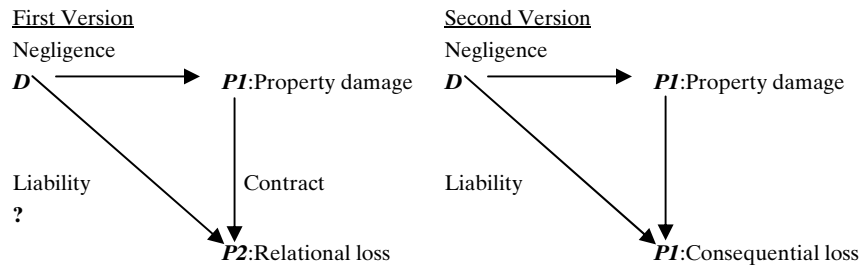 First Version
Negligence
D P1:Property damage
Liability Contract
?
P2:Relational loss
Second Version
Negligence
D P1:Property damage
Liability
P1:Consequential loss